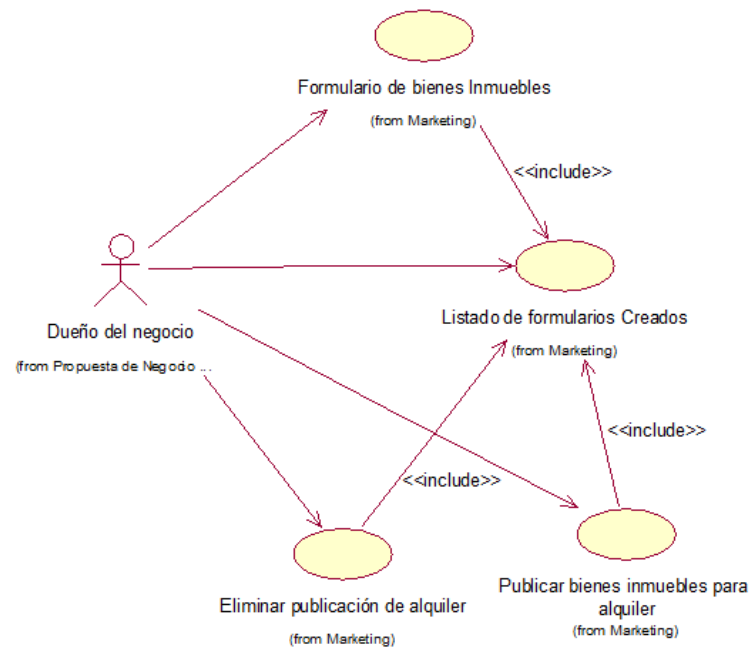 Formulario de bienes Inmuebles
(from Marketing)
<<include>>
Dueño del negocio
(from Propuesta de Negocio ...
Listado de formularios Creados
(from Marketing)
<<include>>
<<include>>
Eliminar publicación de alquiler
(from Marketing)
Publicar bienes inmuebles para
alquiler
(from Marketing)